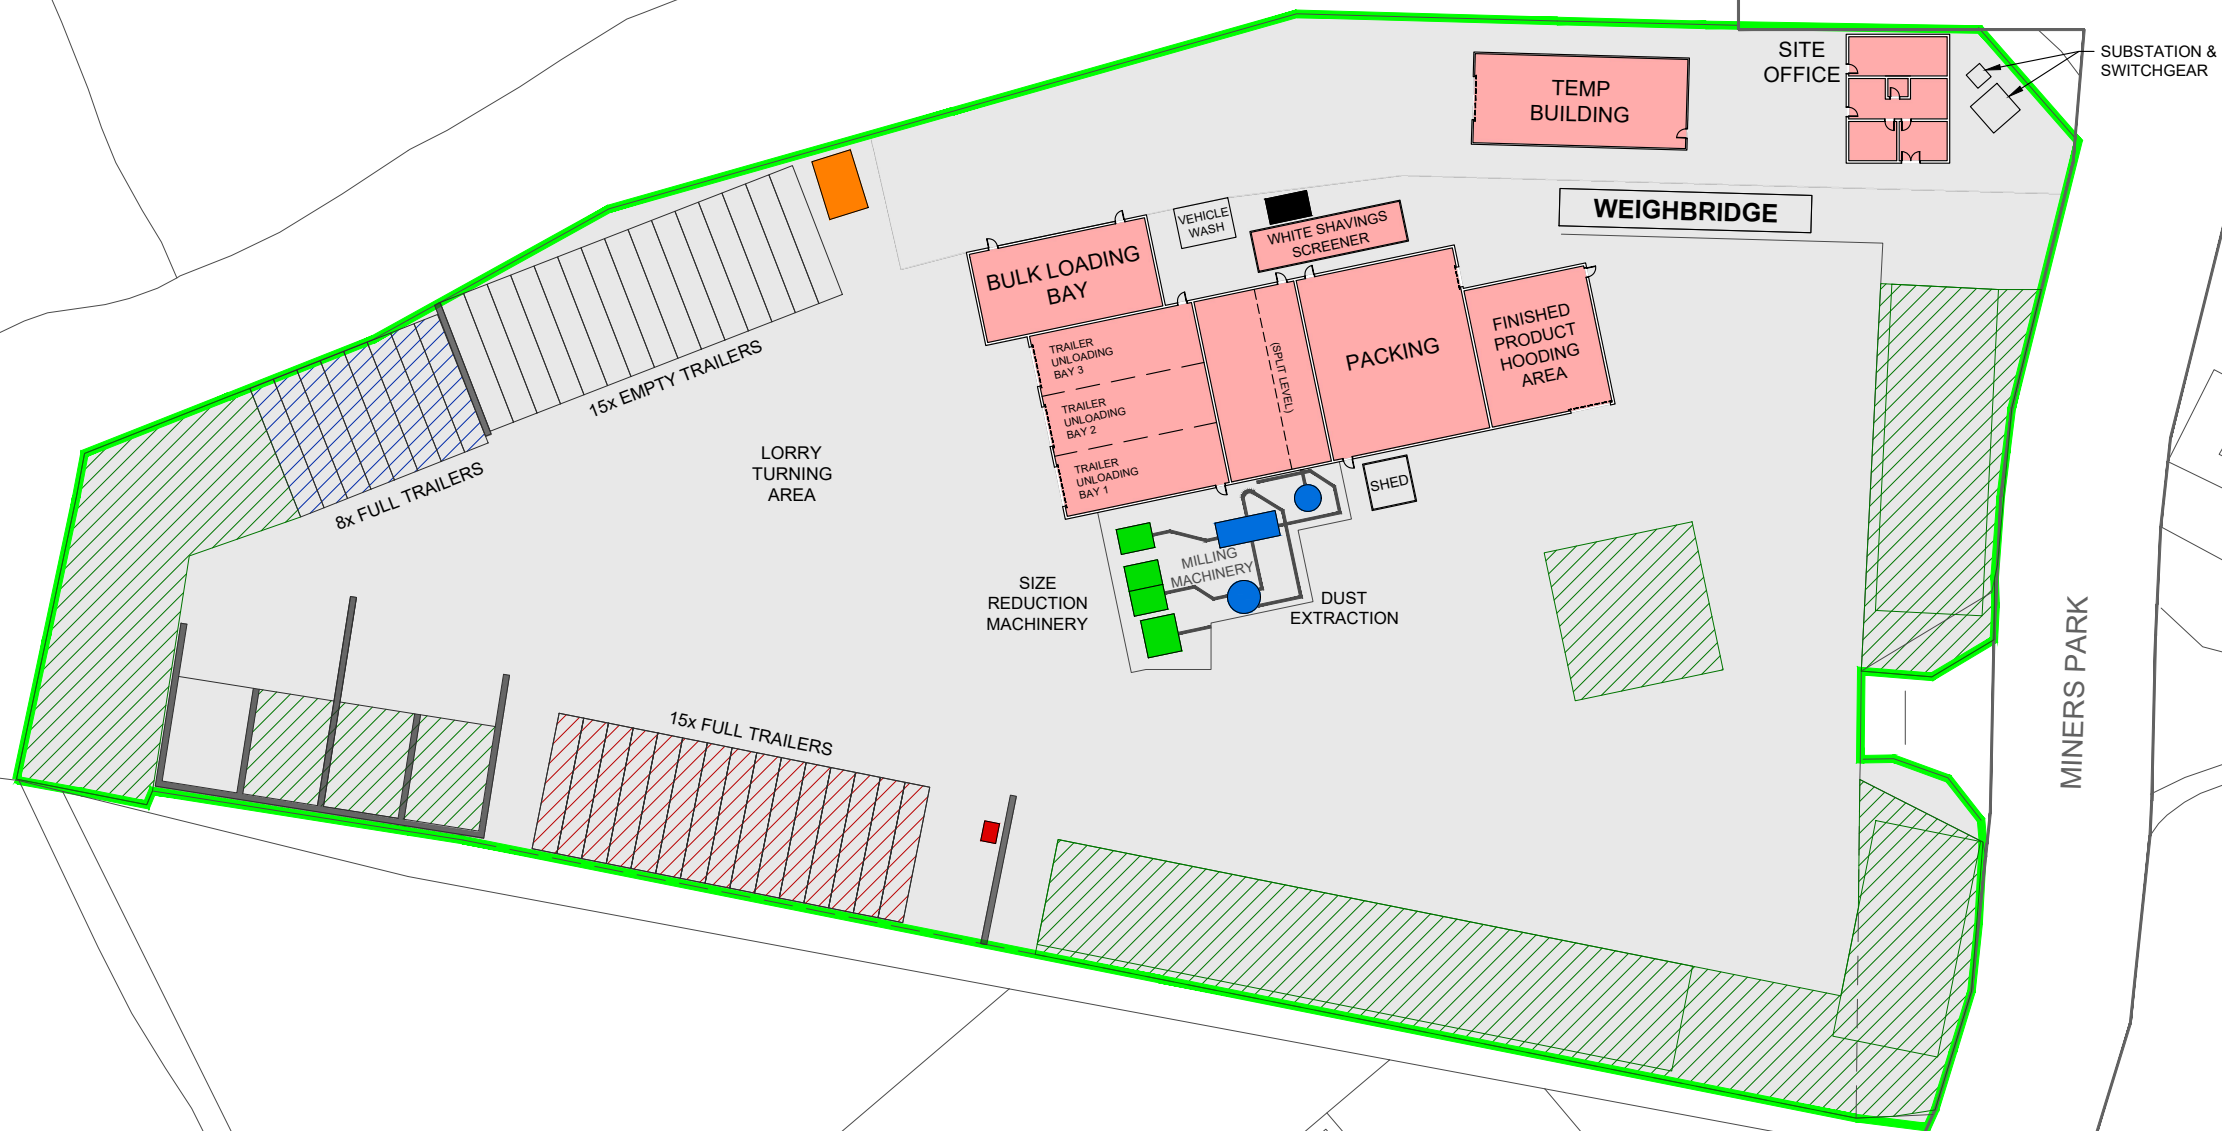 SITE
OFFICE
SUBSTATION &
SWITCHGEAR
TEMP
BUILDING
WEIGHBRIDGE
VEHICLE
WASH
WHITE SHAVINGS
SCREENER
BULK LOADING
BAY
TRAILER
UNLOADING
BAY 3
TRAILER
UNLOADING
BAY 2
TRAILER
UNLOADING
BAY 1
(SPLIT LEVEL)
PACKING
FINISHED
PRODUCT
HOODING
AREA
15x EMPTY TRAILERS
8x FULL TRAILERS
LORRY
TURNING
AREA
SHED
MILLING
MACHINERY
SIZE
REDUCTION
MACHINERY
DUST
EXTRACTION
15x FULL TRAILERS
MINERS PARK